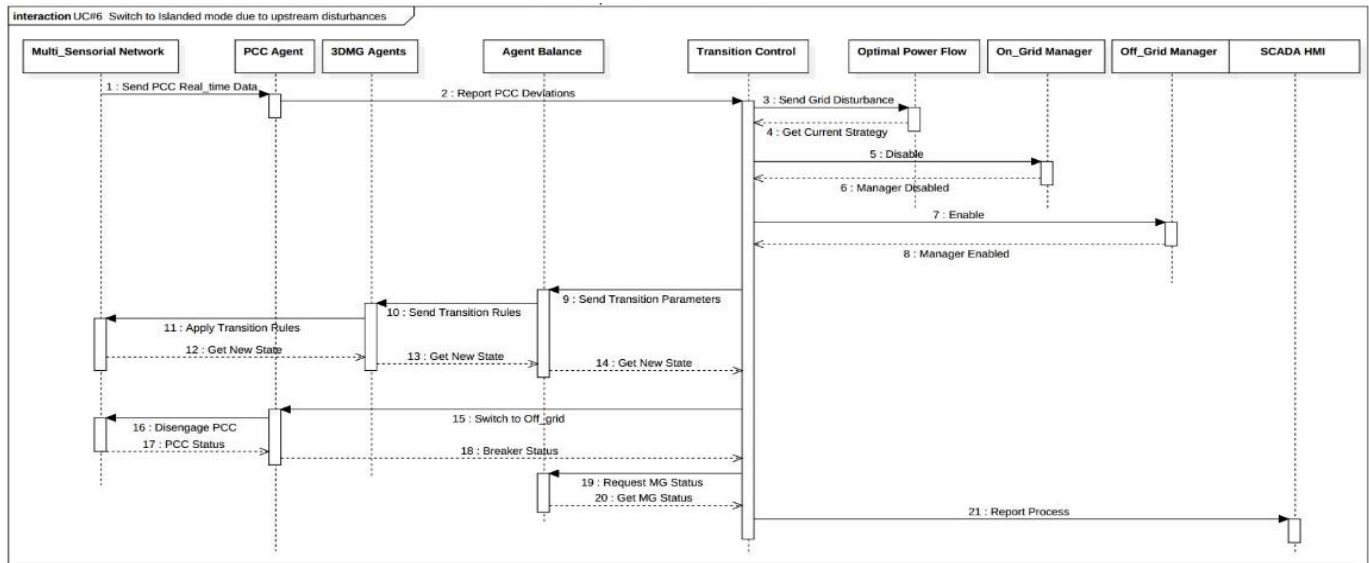 interaction UC#6 Switch to Islanded mode due to upstream disturbances
Multi_Sensorial Network
PCC Agent
3DMG Agents
Agent Balance
Transition Control
Optimal Power Flow
On_Grid Manager
Off_Grid Manager
SCADA HMI
1 : Send PCC Real_time Data
2 : Report PCC Deviations
3 : Send Grid Disturbance
4 : Get Current Strategy
5 : Disable
6 : Manager Disabled
7 : Enable
8 : Manager Enabled
9 : Send Transition Parameters
10 : Send Transition Rules
11 : Apply Transition Rules
12 : Get New State
13 : Get New State
14 : Get New State
15 : Switch to Off_grid
16 : Disengage PCC
17 : PCC Status
18 : Breaker Status
19 : Request MG Status
20 : Get MG Status
21 : Report Process